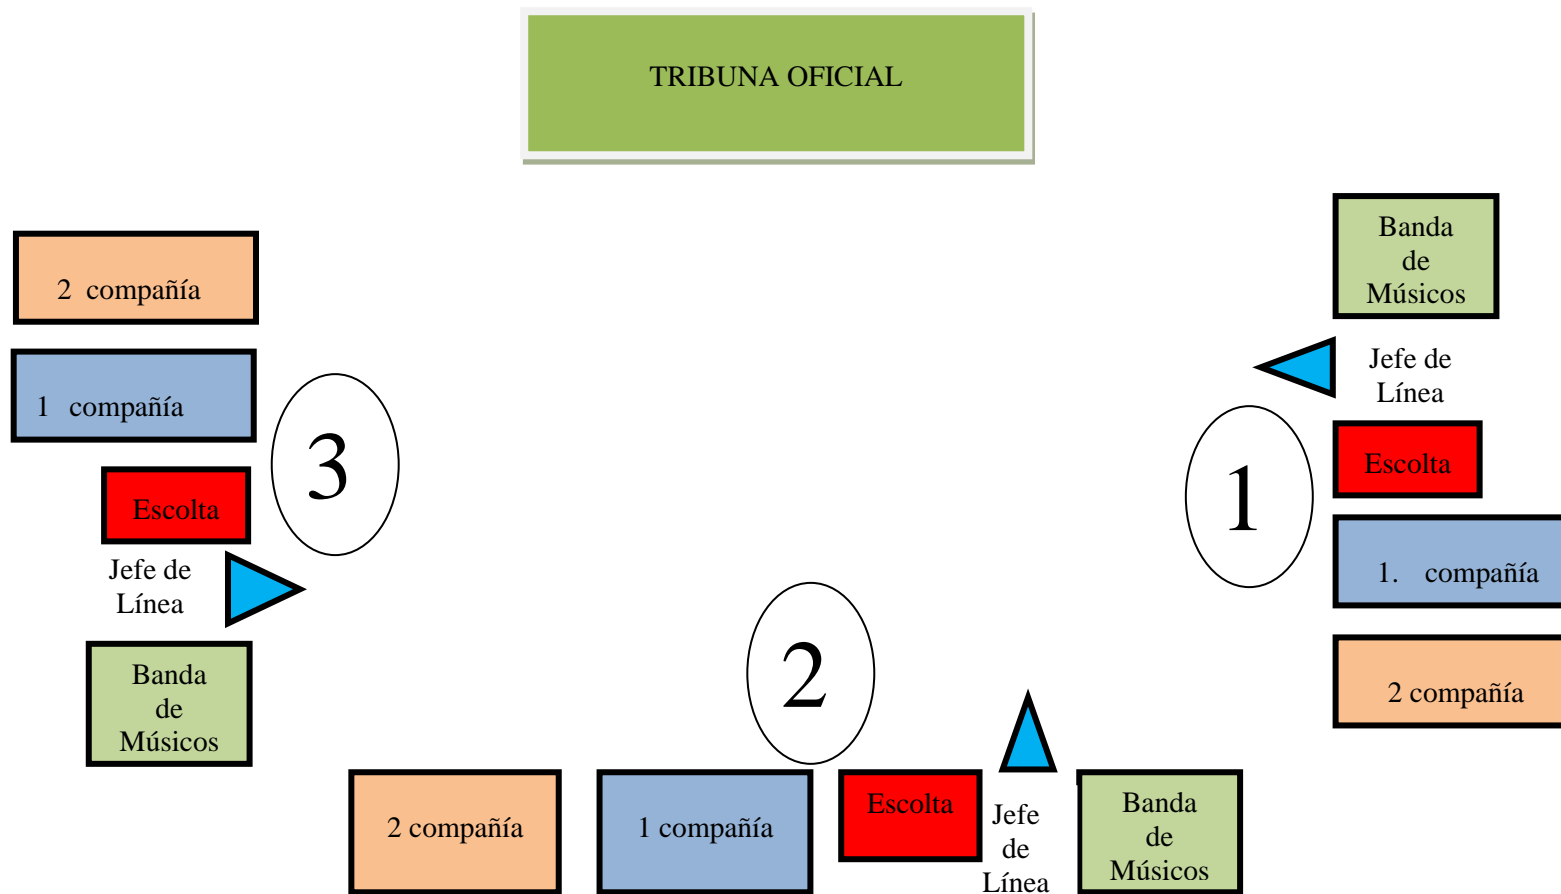 TRIBUNA OFICIAL
2 compañía
1 compañía
3
Escolta
Jefe de
Línea
Banda
de
Músicos
2
2 compañía
1 compañía
Escolta
Jefe
de
Línea
Banda
de
Músicos
Banda
de
Músicos
Jefe de
Línea
1
Escolta
1. compañía
2 compañía